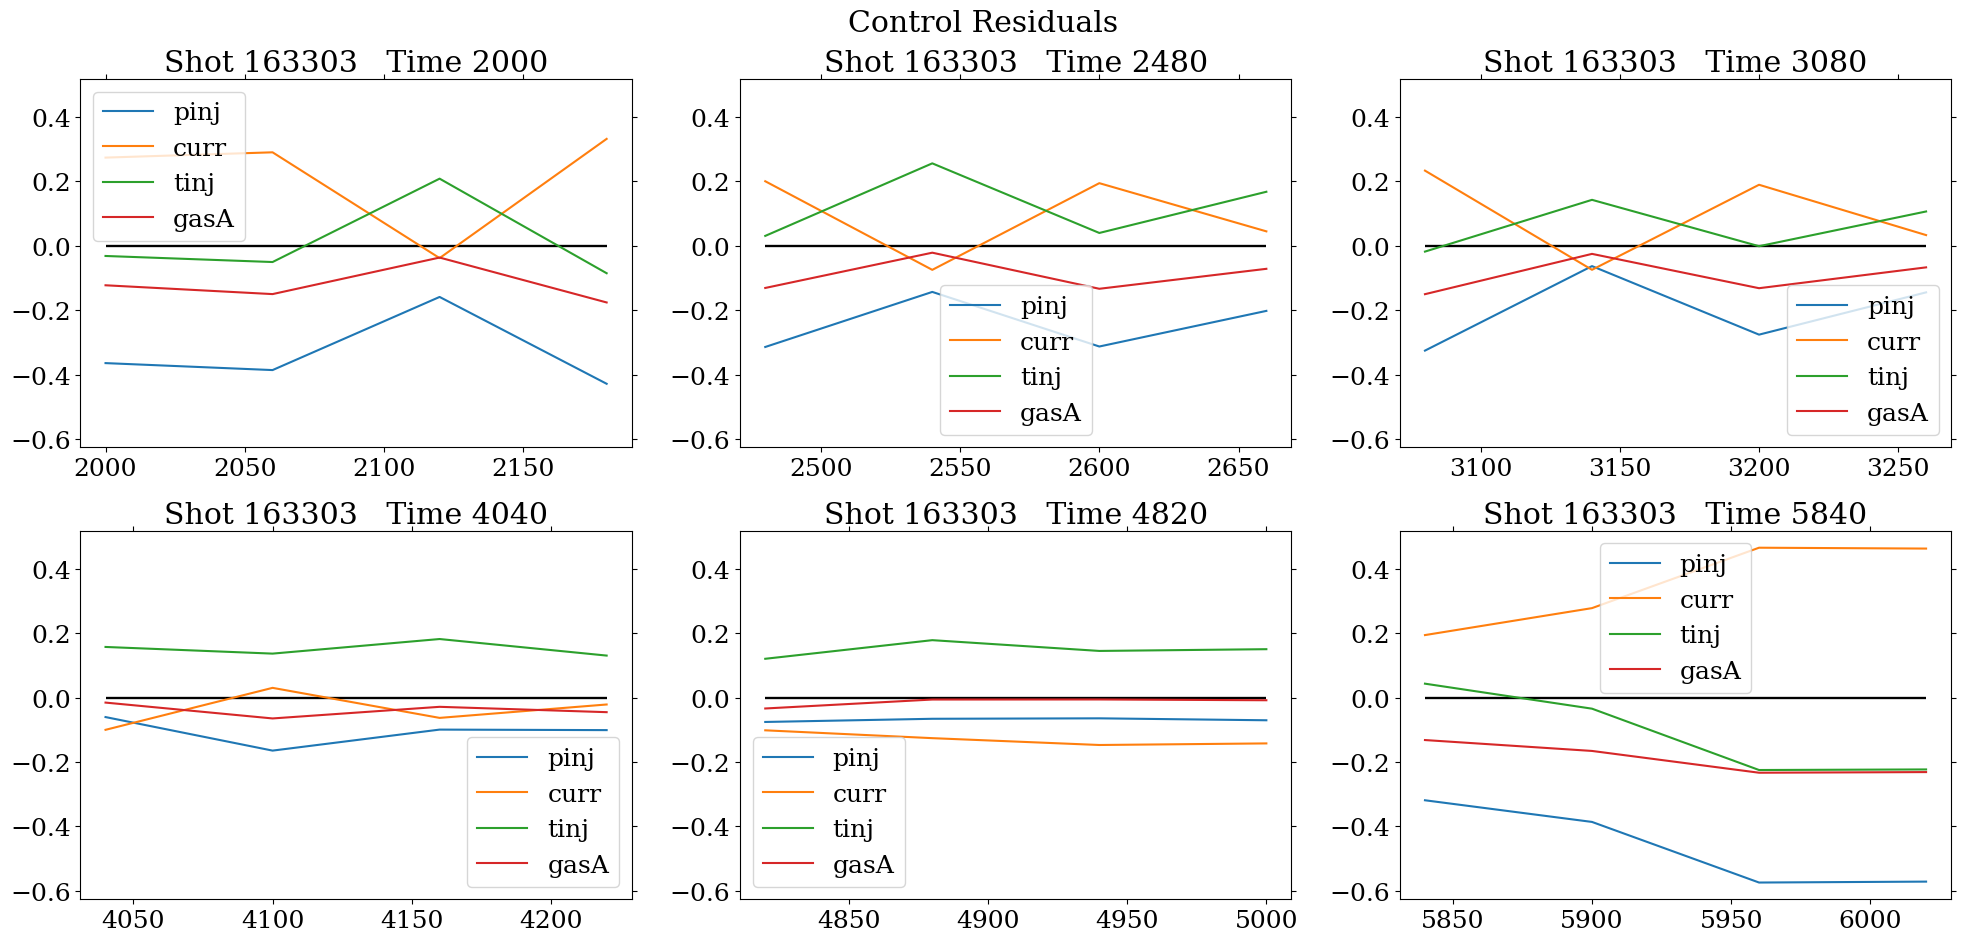 Control Residuals
Shot 163303 Time 2000
0.4
0.2
0.0
−0.2
−0.4
−0.6
pinj
curr
tinj
gasA
2000 2050 2100 2150
Shot 163303 Time 2480
0.4
0.2
0.0
−0.2
−0.4
−0.6
pinj
curr
tinj
gasA
2500 2550 2600 2650
Shot 163303 Time 3080
0.4
0.2
0.0
−0.2
−0.4
−0.6
pinj
curr
tinj
gasA
3100 3150 3200 3250
Shot 163303 Time 4040
0.4
0.2
0.0
−0.2
−0.4
−0.6
pinj
curr
tinj
gasA
4050 4100 4150 4200
Shot 163303 Time 4820
0.4
0.2
0.0
−0.2
−0.4
−0.6
pinj
curr
tinj
gasA
4850 4900 4950 5000
Shot 163303 Time 5840
0.4
0.2
0.0
−0.2
−0.4
−0.6
pinj
curr
tinj
gasA
5850 5900 5950 6000